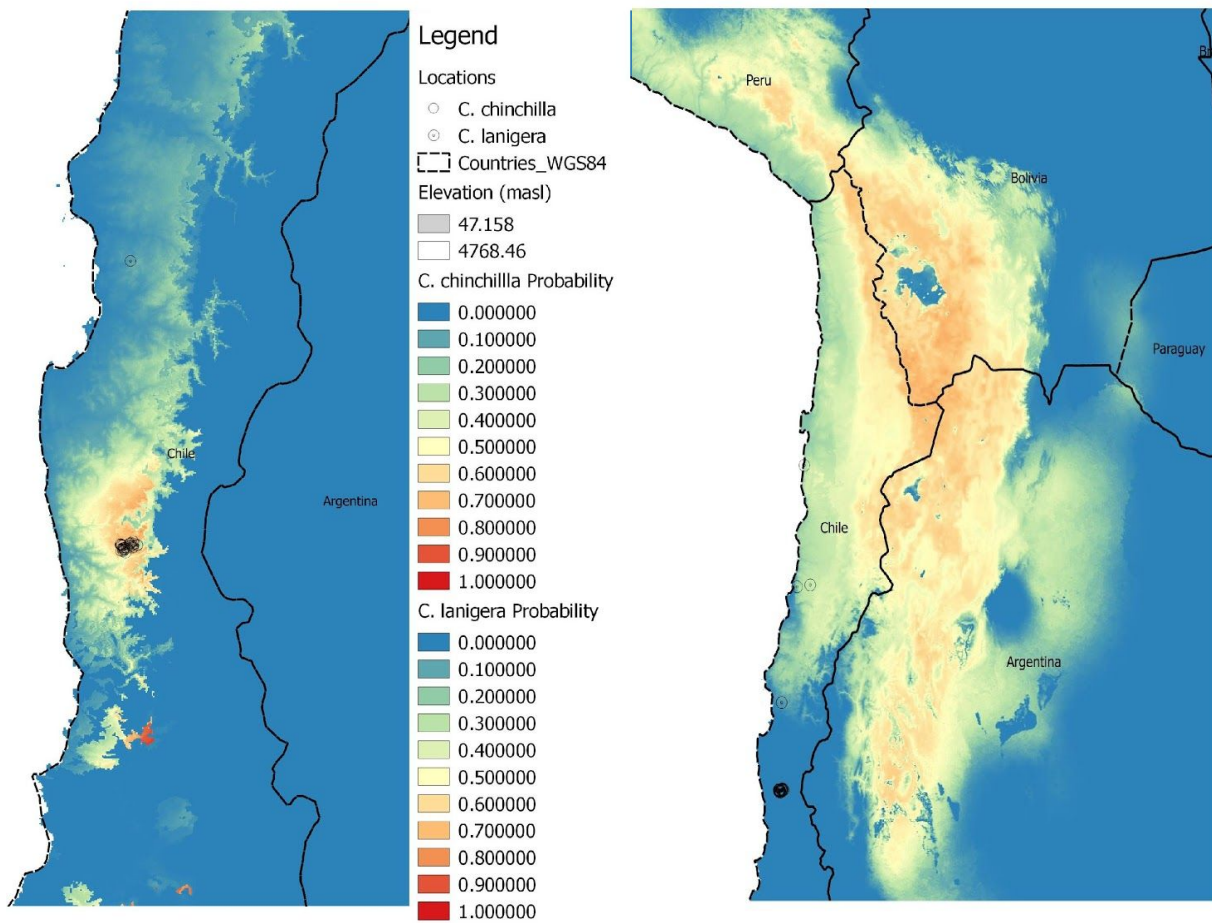 Legend
Locations
C. chinchilla
C. lanigera
Countries_WGS84
Elevation (masl)
47.158
4768.46
C. chinchillla Probability
0.000000
0.100000
0.200000
0.300000
0.400000
0.500000
0.600000
0.700000
0.800000
0.900000
1.000000
C. lanigera Probability
0.000000
0.100000
0.200000
0.300000
0.400000
0.500000
0.600000
0.700000
0.800000
0.900000
1.000000
Chile
Argentina
Peru
Br
Bolivia
Paraguay
Chile
Argentina